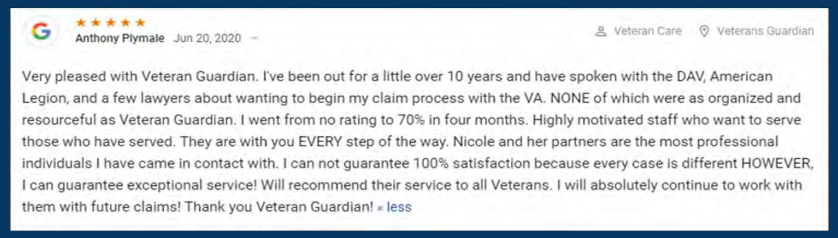 Anthony Plymale Jun 20, 2020
Veteran Care Veterans Guardian
Very pleased with Veteran Guardian. I've been out for a little over 10 years and have spoken with the DAV, American
Legion, and a few lawyers about wanting to begin my claim process with the VA. NONE of which were as organized and
resourceful as Veteran Guardian. I went from no rating to 70% in four months. Highly motivated staff who want to serve
those who have served. They are with you EVERY step of the way. Nicole and her partners are the most professional
individuals I have came in contact with. I can not guarantee 100% satisfaction because every case is different HOWEVER,
I can guarantee exceptional service! Will recommend their service to all Veterans. I will absolutely continue to work with
them with future claims! Thank you Veteran Guardian! « less